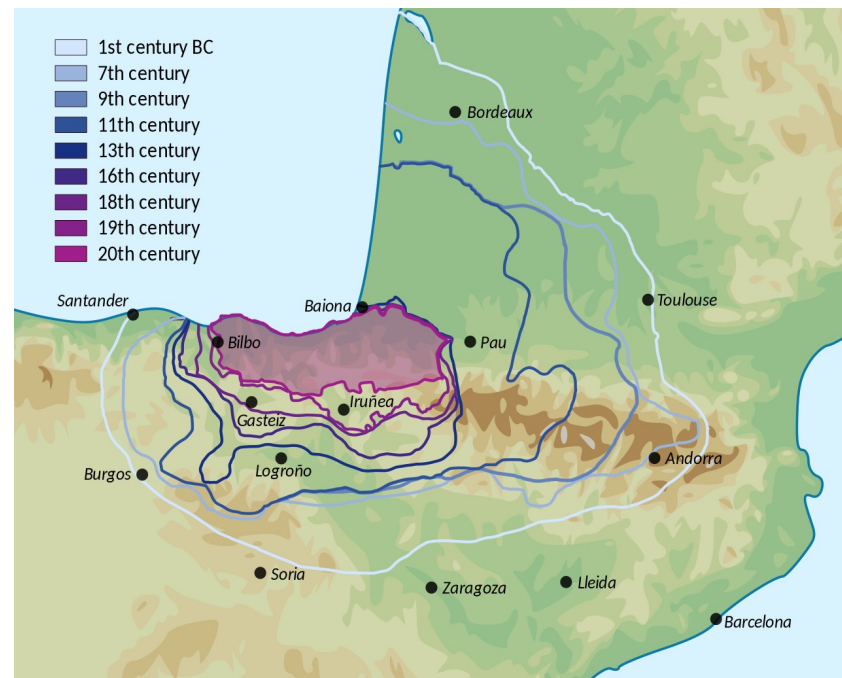 1st century BC
7th century
9th century
11th century
13th century
16th century
18th century
19th century
20th century
Bordeaux
Santander
Baiona
Toulouse
Bilbo
Pau
Iruñea
Gasteiz
Burgos
Logroño
Andorra
Soria
Zaragoza
Lleida
Barcelona